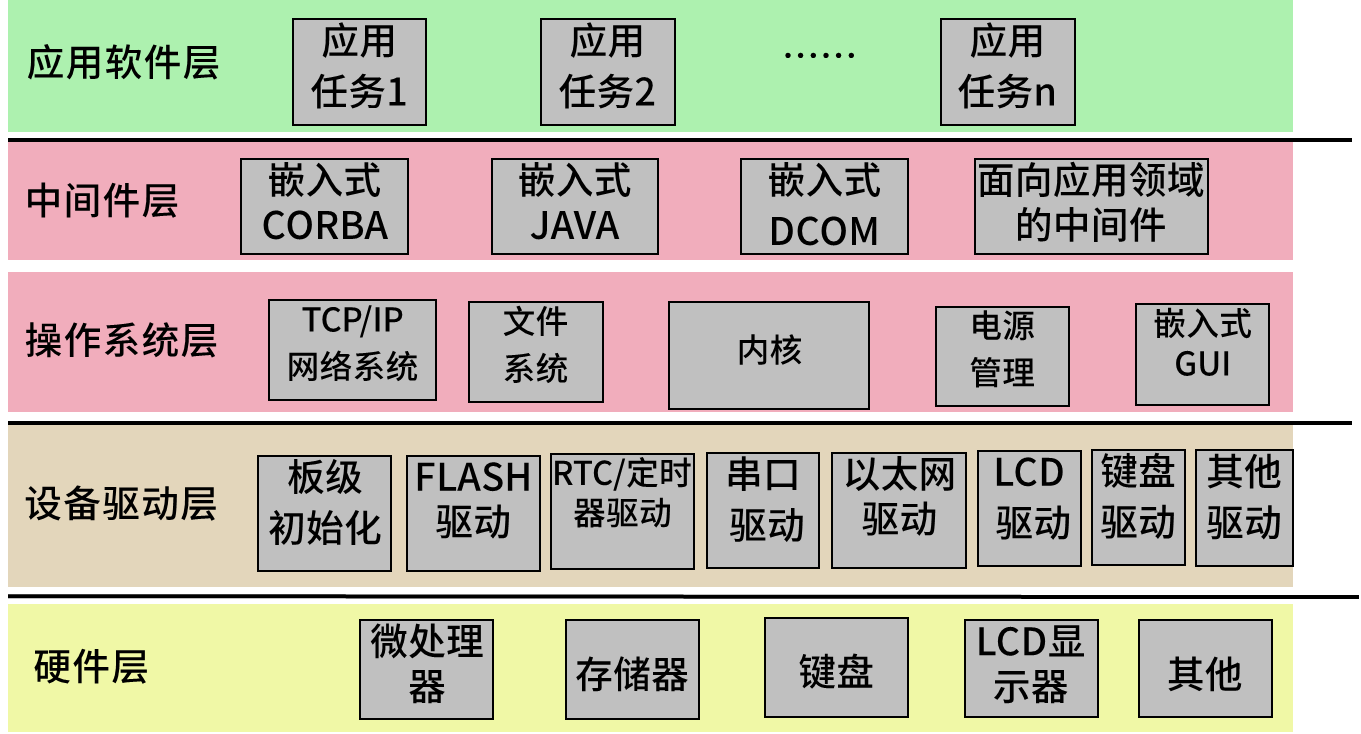 应用软件层
应用
任务1
应用
任务2
······
应用
任务n
中间件层
嵌入式
CORBA
嵌入式
JAVA
嵌入式
DCOM
面向应用领域
的中间件
操作系统层
TCP/IP
网络系统
文件
系统
内核
电源
管理
嵌入式
GUI
设备驱动层
板级
初始化
FLASH
驱动
RTC/定时
器驱动
串口
驱动
以太网
驱动
LCD
驱动
键盘
驱动
其他
驱动
硬件层
微处理
器
存储器
键盘
LCD显
示器
其他